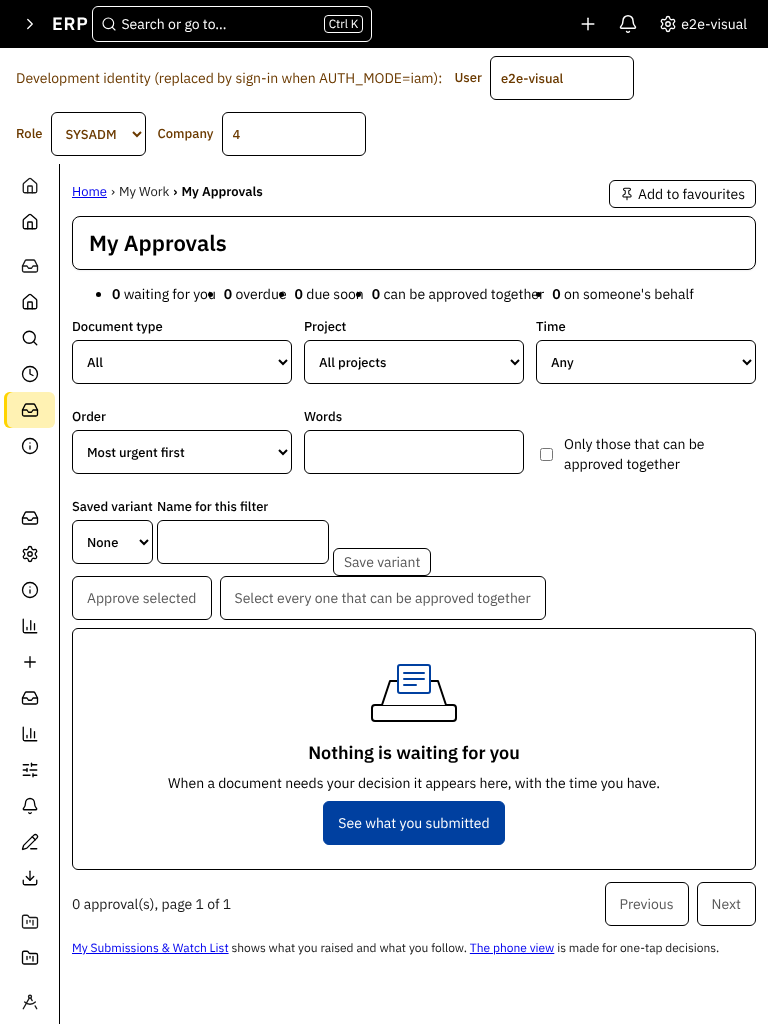 ERP Search or go to... Ctrl K e2e-visual
Development identity (replaced by sign-in when AUTH_MODE=iam): User e2e-visual
Role SYSADM Company 4
Home › My Work › My Approvals
Add to favourites
My Approvals
• 0 waiting for you • 0 overdue • 0 due soon • 0 can be approved together • 0 on someone's behalf
Document type Project Time
All All projects Any
Order Words
Most urgent first
Only those that can be
approved together
Saved variant Name for this filter
None
Save variant
Approve selected Select every one that can be approved together
Nothing is waiting for you
When a document needs your decision it appears here, with the time you have.
See what you submitted
0 approval(s), page 1 of 1 Previous Next
My Submissions & Watch List shows what you raised and what you follow. The phone view is made for one-tap decisions.